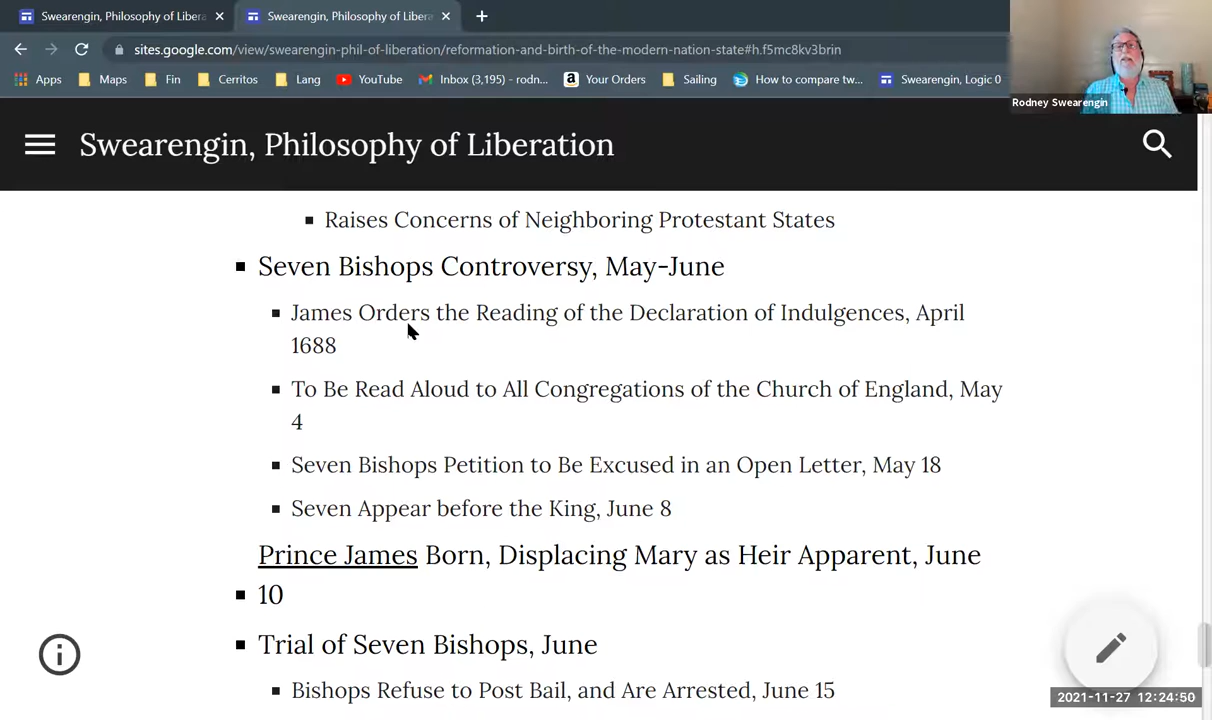 Swearengin, Philosophy of Libera
Swearengin, Philosophy of Libera
sites.google.com/view/swearengin-phil-of-liberation/reformation-and-birth-of-the-modern-nation-state#h.f5mc8kv3brin
Apps Maps Fin Cerritos Lang YouTube Inbox (3,195) - rodn... Your Orders Sailing How to compare tw... Swearengin, Logic 0
Rodney Swearengin
Swearengin, Philosophy of Liberation
Raises Concerns of Neighboring Protestant States
Seven Bishops Controversy, May-June
James Orders the Reading of the Declaration of Indulgences, April
1688
To Be Read Aloud to All Congregations of the Church of England, May
4
Seven Bishops Petition to Be Excused in an Open Letter, May 18
Seven Appear before the King, June 8
Prince James Born, Displacing Mary as Heir Apparent, June
10
Trial of Seven Bishops, June
Bishops Refuse to Post Bail, and Are Arrested, June 15
2021-11-27 12:24:50